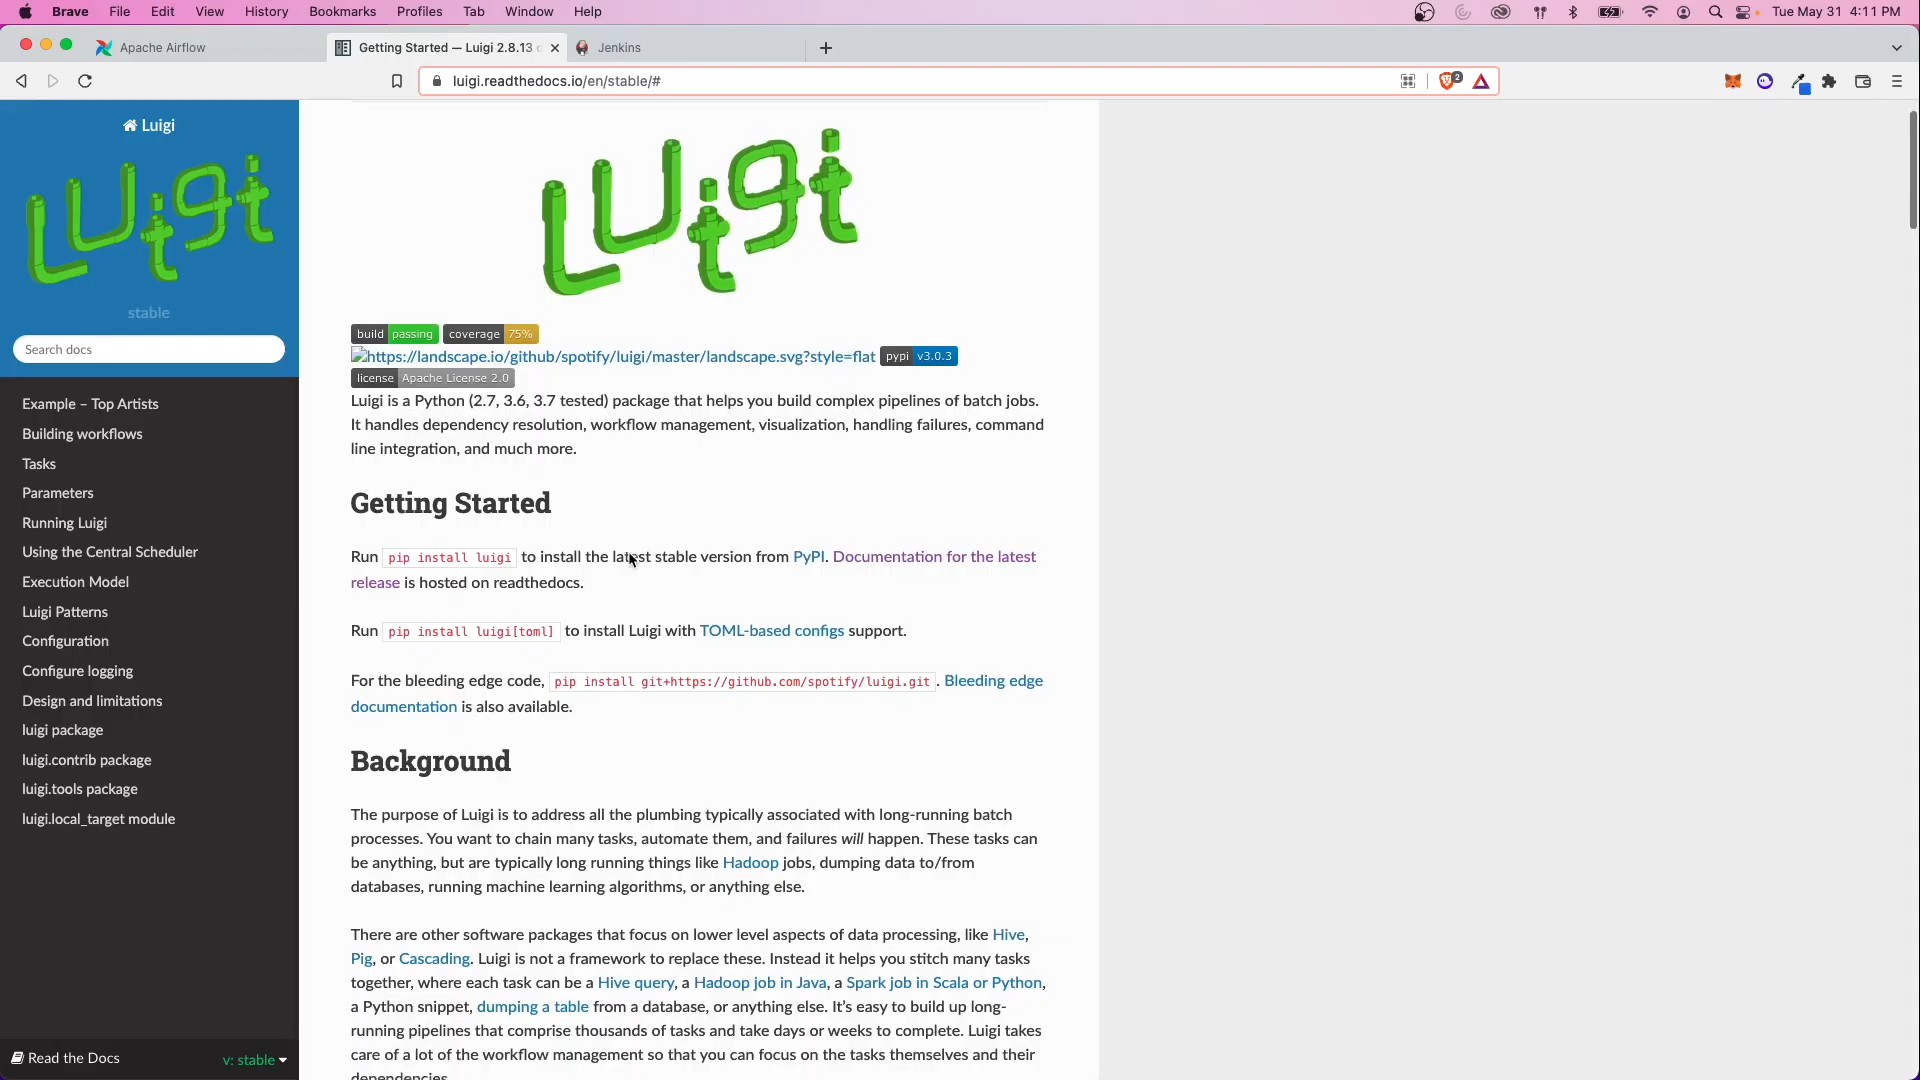 Brave File Edit View History Bookmarks Profiles Tab Window Help Tue May 31 4:11 PM
Apache Airflow
Getting Started — Luigi 2.8.13
Jenkins
luigi.readthedocs.io/en/stable/#
2
Luigi
Luigi
stable
Search docs
Example – Top Artists
Building workflows
Tasks
Parameters
Running Luigi
Using the Central Scheduler
Execution Model
Luigi Patterns
Configuration
Configure logging
Design and limitations
luigi package
luigi.contrib package
luigi.tools package
luigi.local_target module
Read the Docs
v: stable
Luigi
build passing coverage 75%
https://landscape.io/github/spotify/luigi/master/landscape.svg?style=flat pypi v3.0.3
license Apache License 2.0
Luigi is a Python (2.7, 3.6, 3.7 tested) package that helps you build complex pipelines of batch jobs.
It handles dependency resolution, workflow management, visualization, handling failures, command
line integration, and much more.
Getting Started
Run pip install luigi to install the latest stable version from PyPI. Documentation for the latest
release is hosted on readthedocs.
Run pip install luigi[toml] to install Luigi with TOML-based configs support.
For the bleeding edge code, pip install git+https://github.com/spotify/luigi.git. Bleeding edge
documentation is also available.
Background
The purpose of Luigi is to address all the plumbing typically associated with long-running batch
processes. You want to chain many tasks, automate them, and failures will happen. These tasks can
be anything, but are typically long running things like Hadoop jobs, dumping data to/from
databases, running machine learning algorithms, or anything else.
There are other software packages that focus on lower level aspects of data processing, like Hive,
Pig, or Cascading. Luigi is not a framework to replace these. Instead it helps you stitch many tasks
together, where each task can be a Hive query, a Hadoop job in Java, a Spark job in Scala or Python,
a Python snippet, dumping a table from a database, or anything else. It's easy to build up long-
running pipelines that comprise thousands of tasks and take days or weeks to complete. Luigi takes
care of a lot of the workflow management so that you can focus on the tasks themselves and their
dependencies.